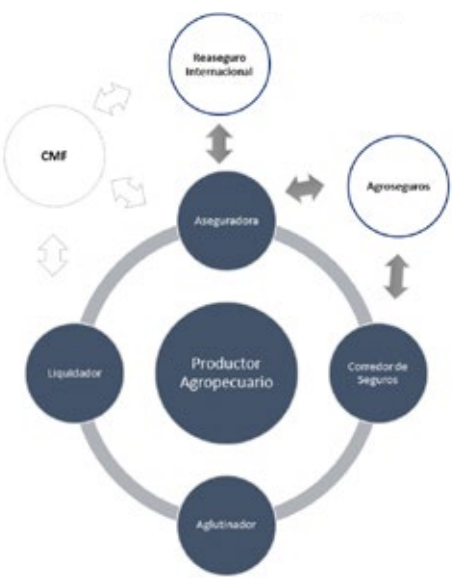 Reaseguro
Internacional
CMF
Agroseguros
Aseguradora
Liquidador
Productor
Agropecuario
Corredor de
Seguros
Aglutinador